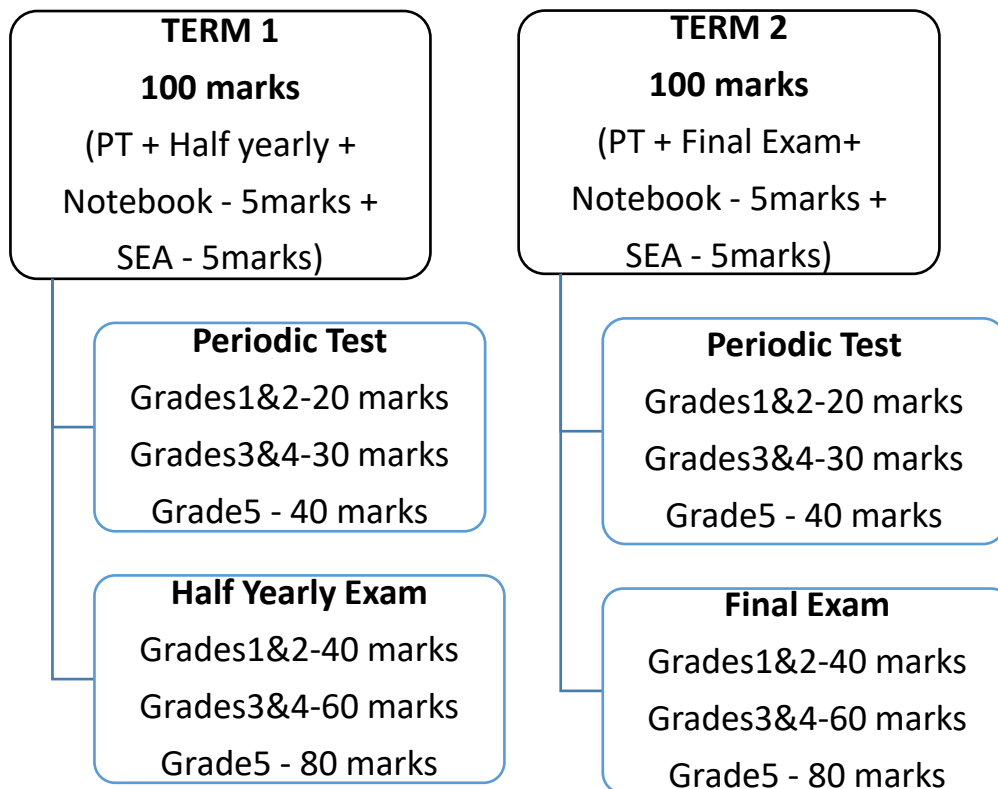 TERM 1
100 marks
(PT + Half yearly +
Notebook - 5marks +
SEA - 5marks)
Periodic Test
Grades1&2-20 marks
Grades3&4-30 marks
Grade5 - 40 marks
Half Yearly Exam
Grades1&2-40 marks
Grades3&4-60 marks
Grade5 - 80 marks
TERM 2
100 marks
(PT + Final Exam+
Notebook - 5marks +
SEA - 5marks)
Periodic Test
Grades1&2-20 marks
Grades3&4-30 marks
Grade5 - 40 marks
Final Exam
Grades1&2-40 marks
Grades3&4-60 marks
Grade5 - 80 marks